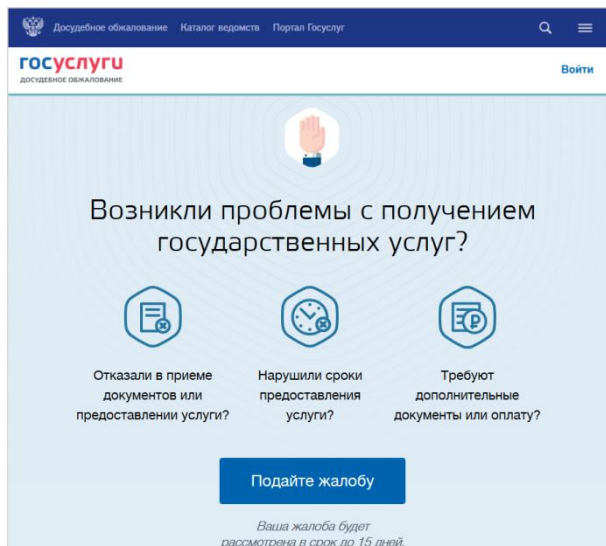 Досудебное обжалование Каталог ведомств Портал Госуслуг
госуслуги
ДОСУДЕБНОЕ ОБЖАЛОВАНИЕ
Войти
Возникли проблемы с получением
государственных услуг?
Отказали в приеме
документов или
предоставлении услуги?
Нарушили сроки
предоставления
услуги?
Требуют
дополнительные
документы или оплату?
Подайте жалобу
Ваша жалоба будет
рассмотрена в срок до 15 дней.